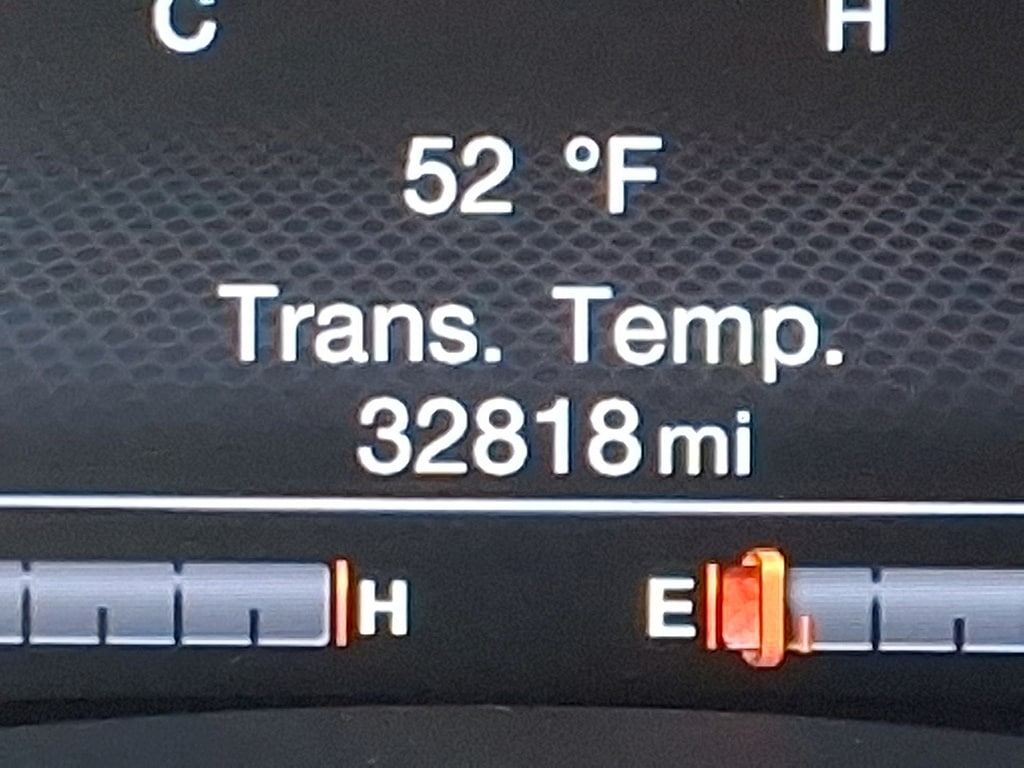 C H
52 °F
Trans. Temp.
32818 mi
H E